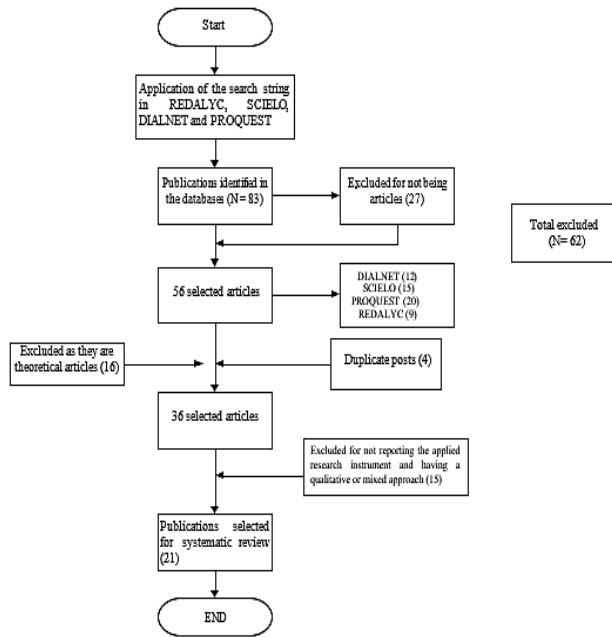 Start
Application of the search string
in REDALYC, SCIELO,
DIALNET and PROQUEST
Publications identified in
the databases (N= 83)
Excluded for not being
articles (27)
Total excluded
(N= 62)
56 selected articles
DIALNET (12)
SCIELO (15)
PROQUEST (20)
REDALYC (9)
Excluded as they are
theoretical articles (16)
Duplicate posts (4)
36 selected articles
Excluded for not reporting the applied
research instrument and having a
qualitative or mixed approach (15)
Publications selected
for systematic review
(21)
END